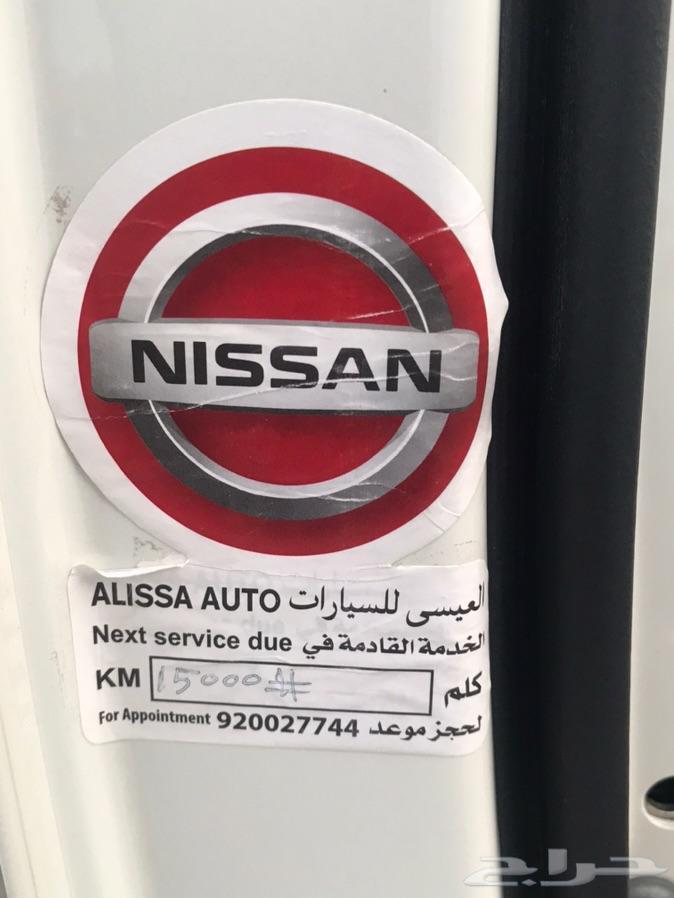 NISSAN
ALISSA AUTO العيسى للسيارات
Next service due الخدمة القادمة في
KM 15000# كلم
For Appointment 920027744 لحجز موعد
حراج